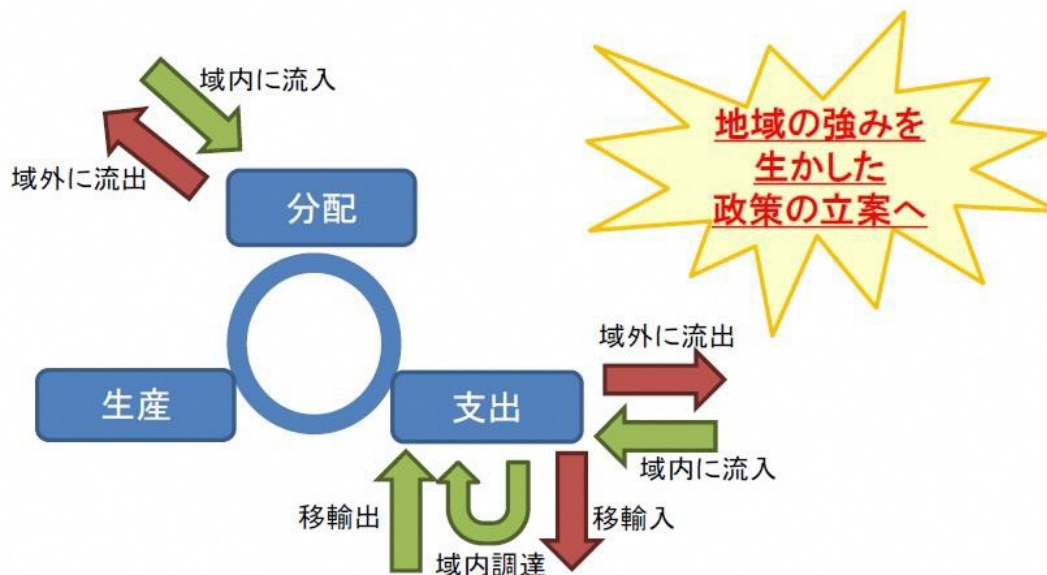 域内に流入
域外に流出
分配
地域の強みを
生かした
政策の立案へ
生産
支出
域外に流出
域内に流入
移輸出
域内調達
移輸入